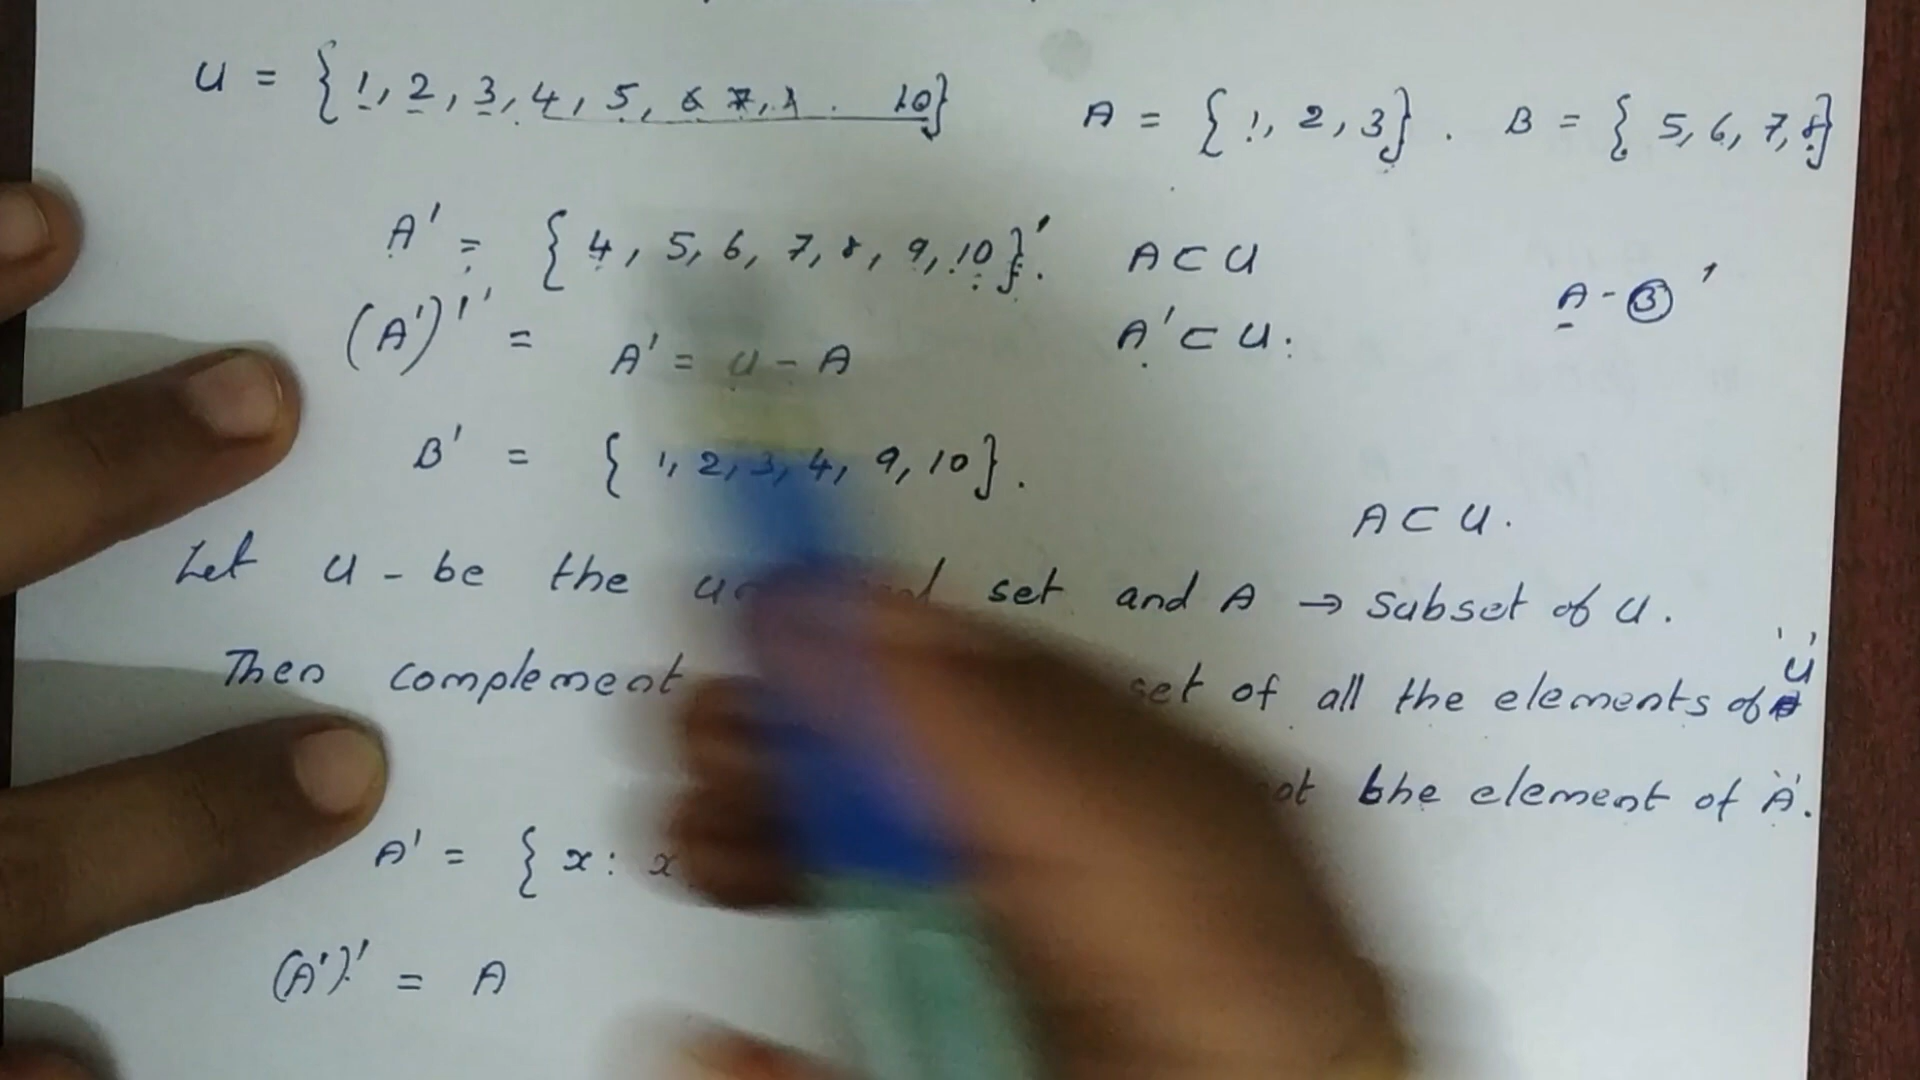 U = { 1, 2, 3, 4, 5, 6 7, . 10} A = { 1, 2, 3} . B = { 5, 6, 7, 8}
A' = { 4, 5, 6, 7, 8, 9, 10}'. A ⊂ U A - B '
(A')'' = A' = U - A A' ⊂ U.
B' = { 1, 2, 3, 4, 9, 10}.
A ⊂ U.
Let U - be the set and A → Subset of U.
Then complement set of all the elements of U
the element of A.
A' = { x : x
(A')' = A